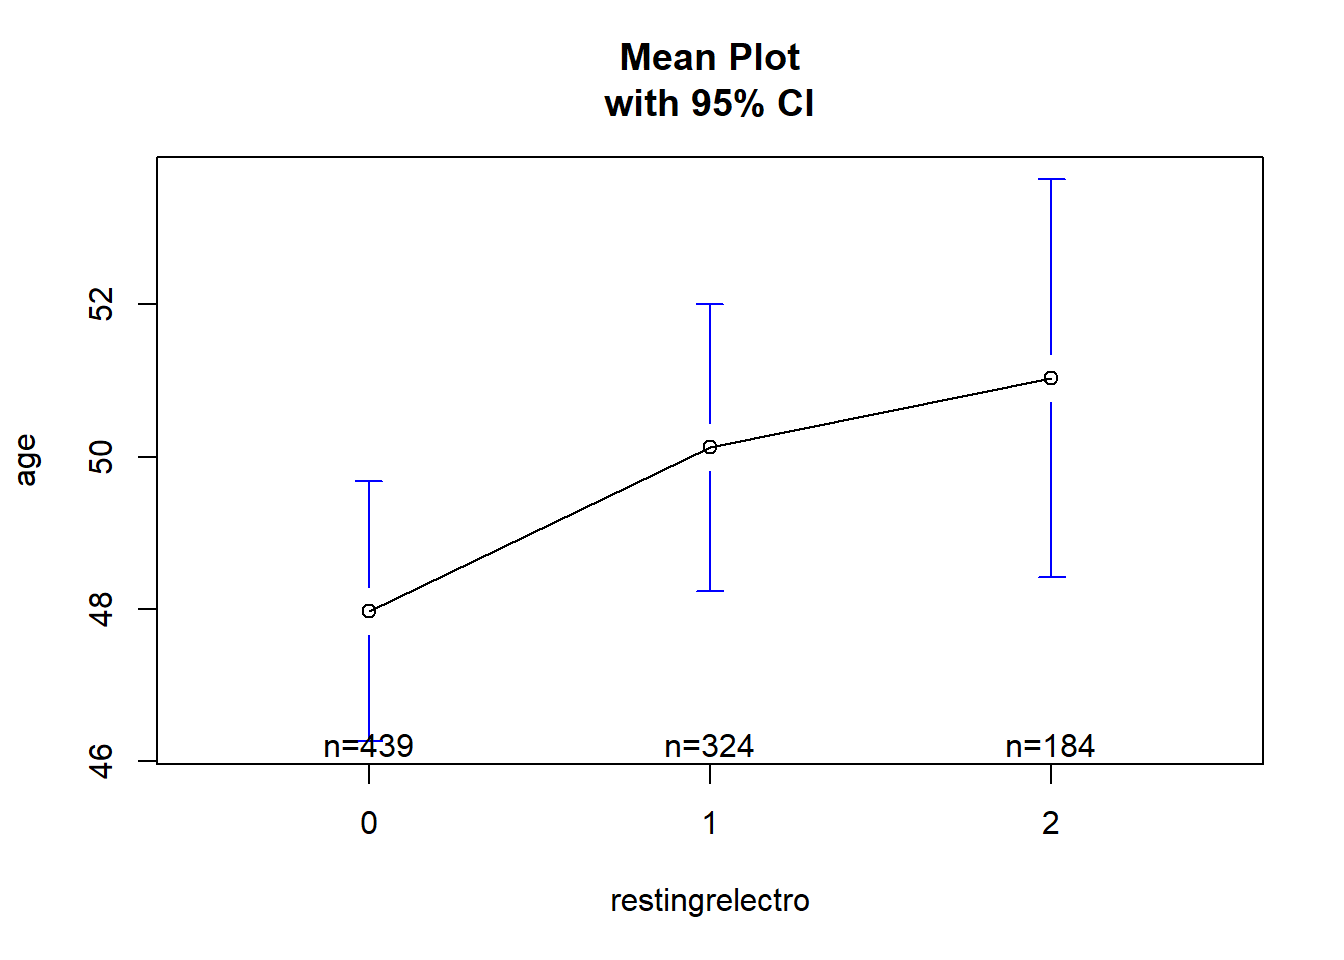 Mean Plot
with 95% CI
age
52
50
48
46
n=439 n=324 n=184
0 1 2
restingrelectro